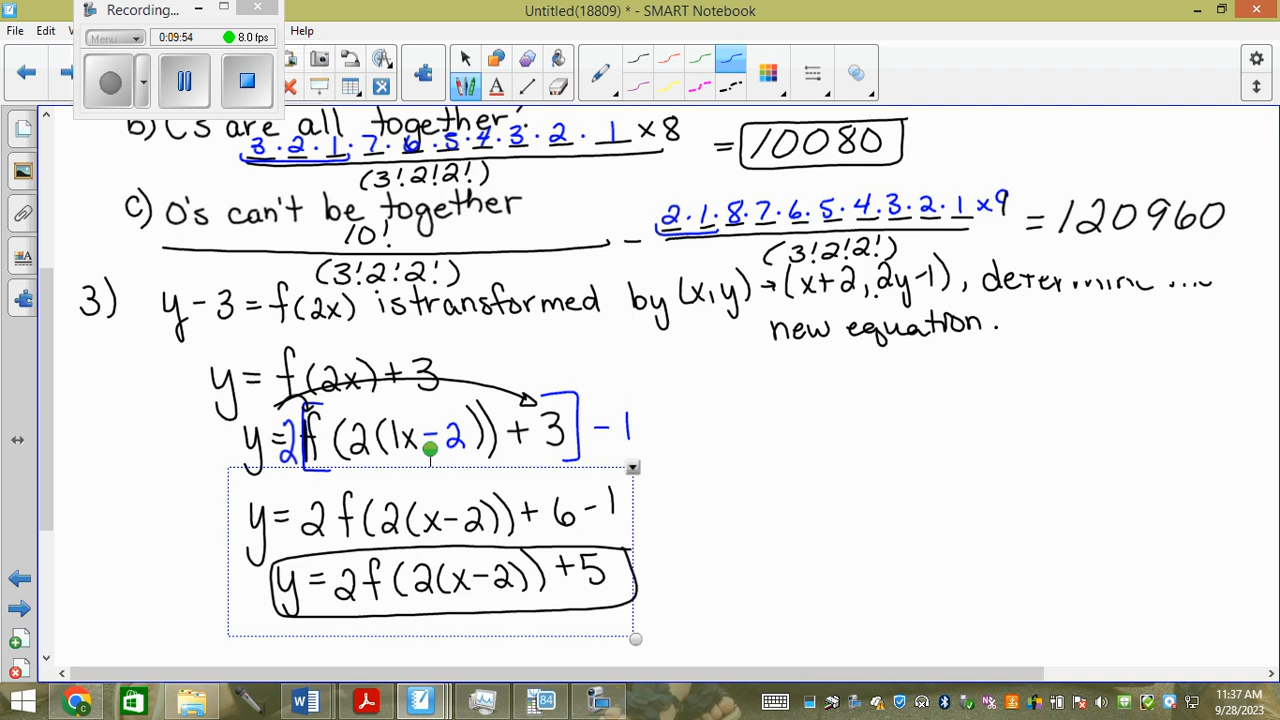 Recording...
Untitled(18809) * - SMART Notebook
Menu
0:09:54
8.0 fps
File Edit Help
b) C's are all together:
3 · 2 · 1 · 7 · 6 · 5 · 4 · 3 · 2 · 1 × 8
(3!2!2!)
= 10080
c) O's can't be together
10!
(3!2!2!)
- 2 · 1 · 8 · 7 · 6 · 5 · 4 · 3 · 2 · 1 × 9
(3!2!2!)
= 120960
3) y - 3 = f(2x) is transformed by (x,y) → (x+2, 2y-1), determine ...
new equation.
y = f(2x) + 3
y = 2[f(2(1x-2)) + 3] - 1
y = 2f(2(x-2)) + 6 - 1
y = 2f(2(x-2)) + 5
84
11:37 AM
9/28/2023